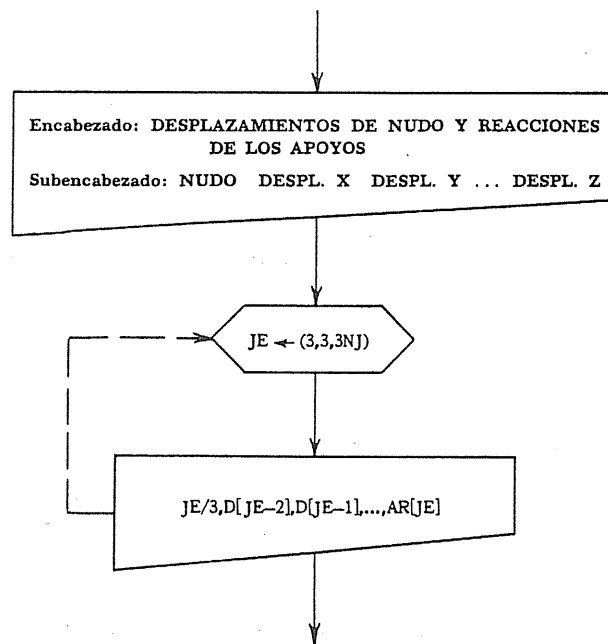 Encabezado: DESPLAZAMIENTOS DE NUDO Y REACCIONES
DE LOS APOYOS
Subencabezado: NUDO DESPL. X DESPL. Y ... DESPL. Z
JE ← (3,3,3NJ)
JE/3,D[JE–2],D[JE–1],...,AR[JE]